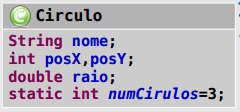 C Circulo
String nome;
int posX,posY;
double raio;
static int numCirulos=3;